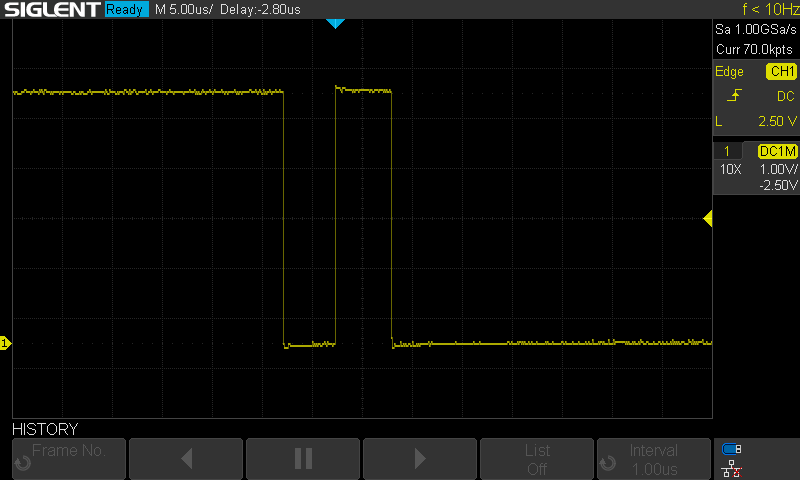 SIGLENT Ready M 5.00us/ Delay:-2.80us f < 10Hz
Sa 1.00GSa/s
Curr 70.0kpts
Edge CH1
DC
L 2.50 V
1 DC1M
10X 1.00V/
-2.50V
1
HISTORY
Frame No.
List
Off
Interval
1.00us